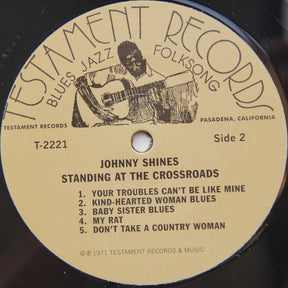 TESTAMENT RECORDS
BLUES JAZZ FOLKSONG
TESTAMENT RECORDS
PASADENA, CALIFORNIA
T-2221
Side 2
JOHNNY SHINES
STANDING AT THE CROSSROADS
1. YOUR TROUBLES CAN'T BE LIKE MINE
2. KIND-HEARTED WOMAN BLUES
3. BABY SISTER BLUES
4. MY RAT
5. DON'T TAKE A COUNTRY WOMAN
©℗1971 TESTAMENT RECORDS & MUSIC